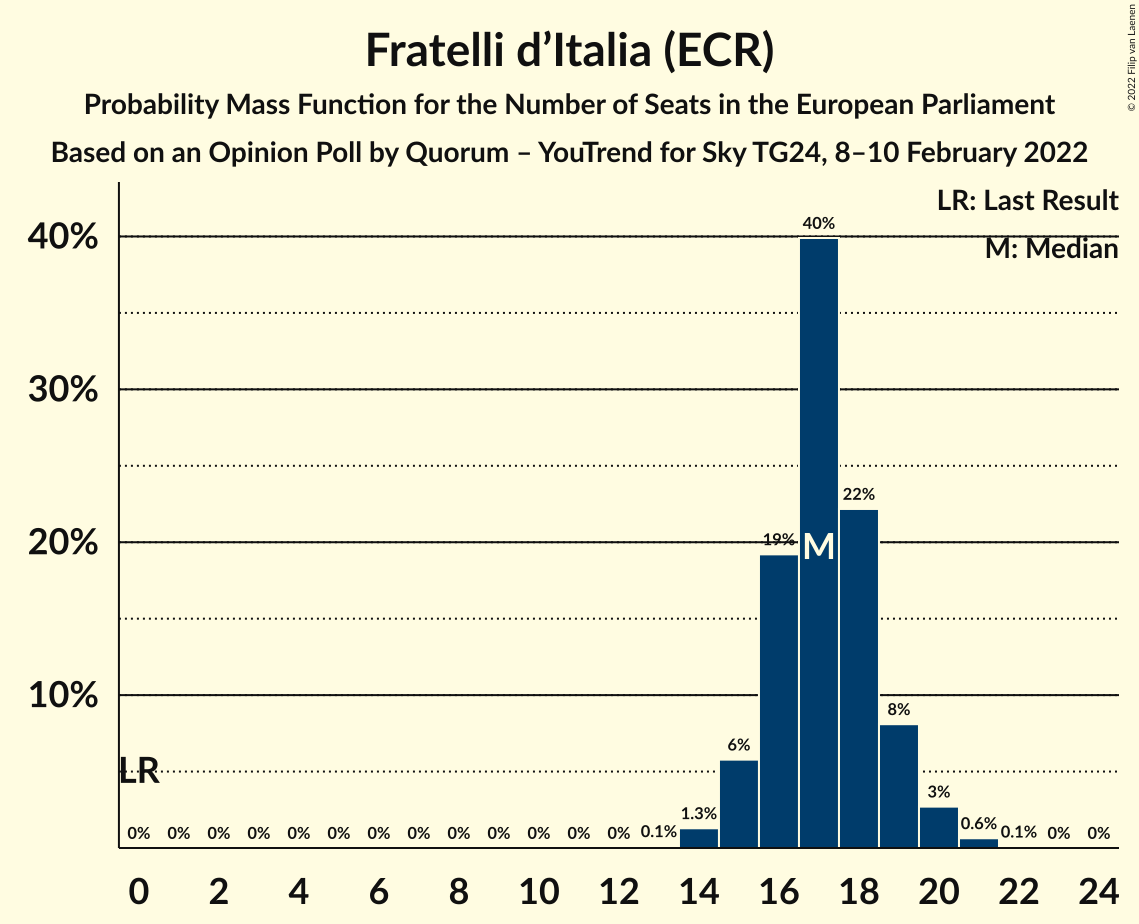 Fratelli d’Italia (ECR)
Probability Mass Function for the Number of Seats in the European Parliament
Based on an Opinion Poll by Quorum – YouTrend for Sky TG24, 8–10 February 2022
© 2022 Filip van Laenen
LR: Last Result
M: Median
40%
30%
20%
10%
40%
22%
19%
M
8%
6%
LR
3%
1.3%
0.6%
0% 0% 0% 0% 0% 0% 0% 0% 0% 0% 0% 0% 0% 0.1% 0.1% 0% 0%
0 2 4 6 8 10 12 14 16 18 20 22 24